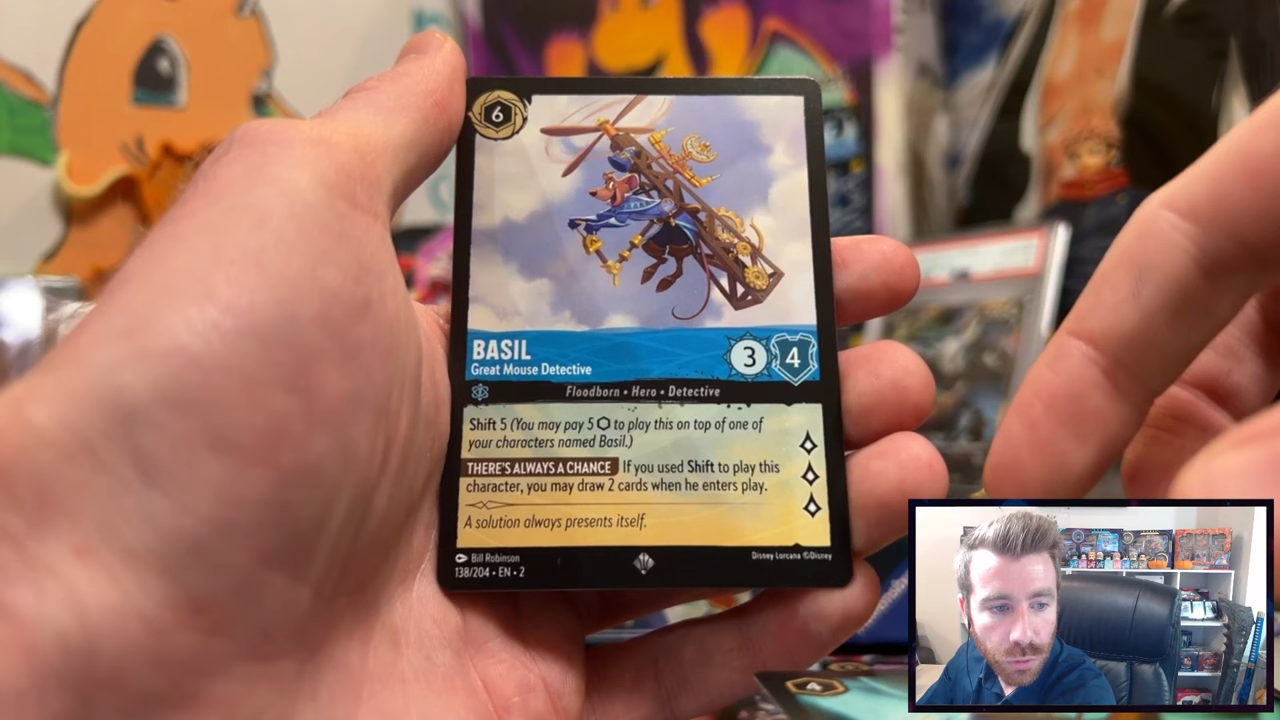 6
BASIL
Great Mouse Detective
3
4
Floodborn • Hero • Detective
Shift 5 (You may pay 5 ⬡ to play this on top of one of
your characters named Basil.)
THERE'S ALWAYS A CHANCE If you used Shift to play this
character, you may draw 2 cards when he enters play.
A solution always presents itself.
Bill Robinson
138/204 • EN • 2
Disney Lorcana ©Disney
4